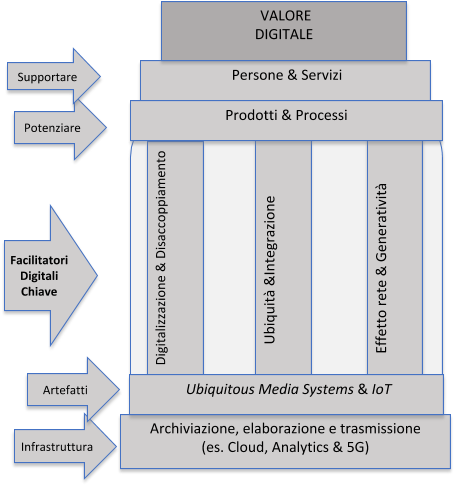 VALORE
DIGITALE
Supportare
Persone & Servizi
Potenziare
Prodotti & Processi
Digitalizzazione & Disaccoppiamento
Ubiquità &Integrazione
Effetto rete & Generatività
Facilitatori
Digitali
Chiave
Artefatti
Ubiquitous Media Systems & IoT
Infrastruttura
Archiviazione, elaborazione e trasmissione
(es. Cloud, Analytics & 5G)